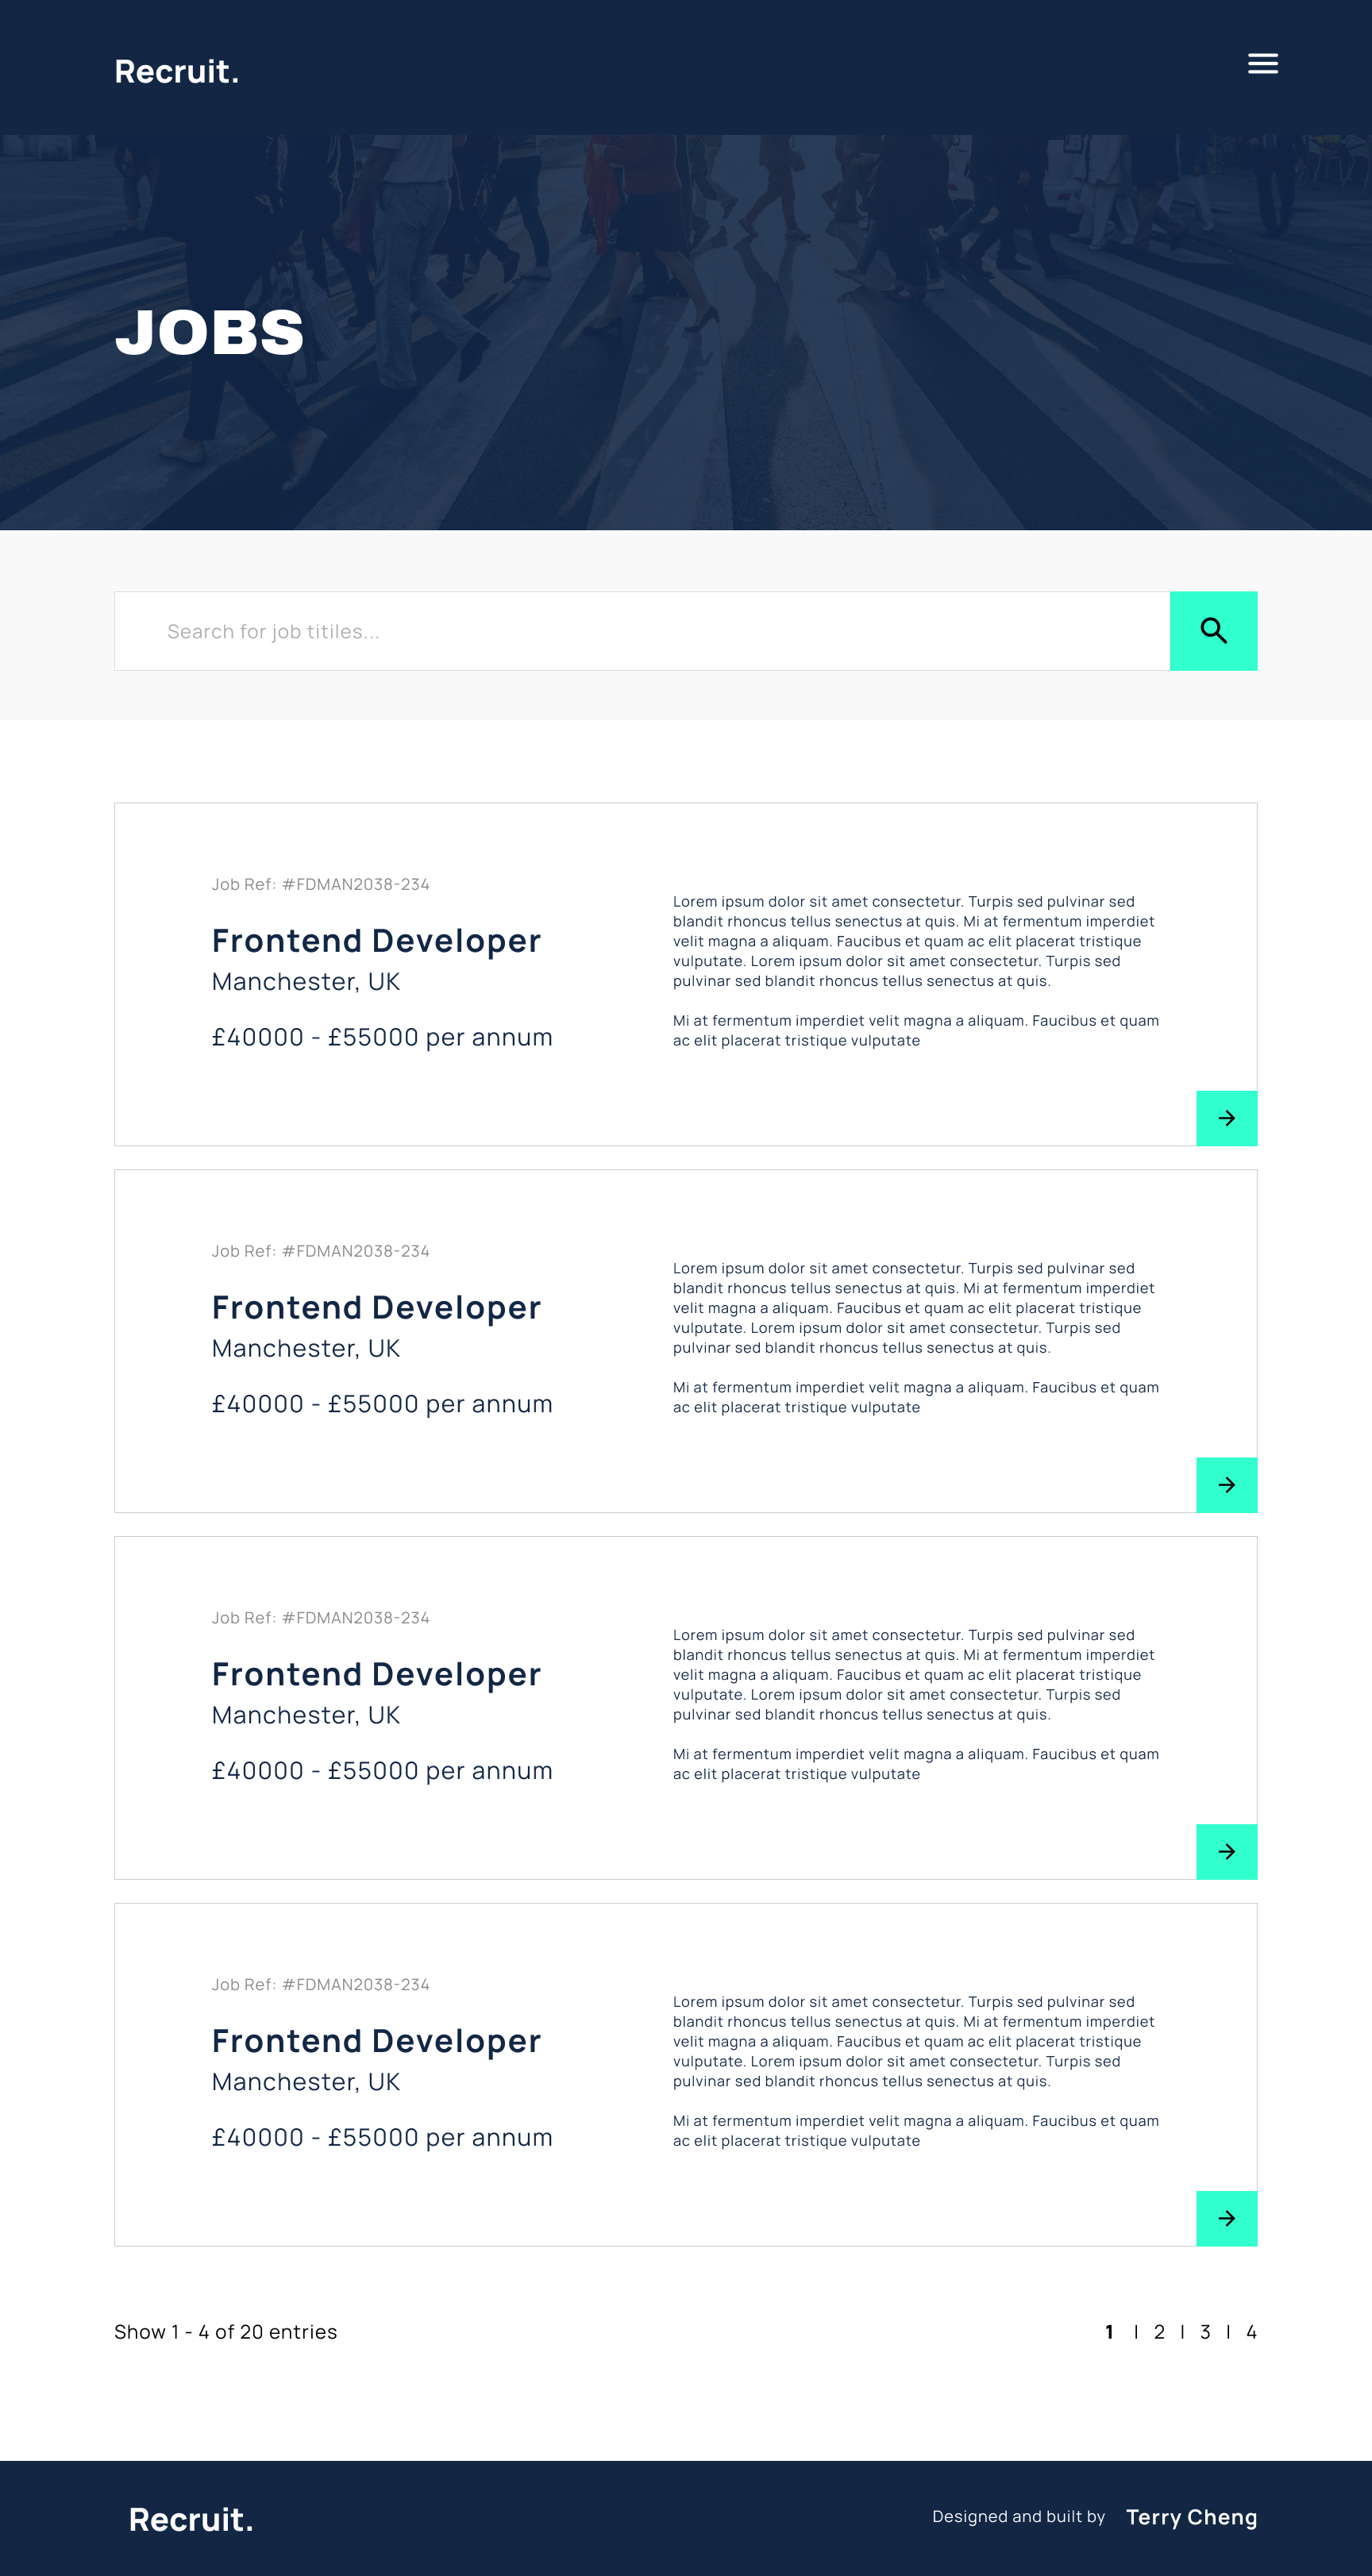 Recruit.
JOBS
Search for job titiles...
Job Ref: #FDMAN2038-234
Frontend Developer
Manchester, UK
£40000 - £55000 per annum
Lorem ipsum dolor sit amet consectetur. Turpis sed pulvinar sed
blandit rhoncus tellus senectus at quis. Mi at fermentum imperdiet
velit magna a aliquam. Faucibus et quam ac elit placerat tristique
vulputate. Lorem ipsum dolor sit amet consectetur. Turpis sed
pulvinar sed blandit rhoncus tellus senectus at quis.
Mi at fermentum imperdiet velit magna a aliquam. Faucibus et quam
ac elit placerat tristique vulputate
Job Ref: #FDMAN2038-234
Frontend Developer
Manchester, UK
£40000 - £55000 per annum
Lorem ipsum dolor sit amet consectetur. Turpis sed pulvinar sed
blandit rhoncus tellus senectus at quis. Mi at fermentum imperdiet
velit magna a aliquam. Faucibus et quam ac elit placerat tristique
vulputate. Lorem ipsum dolor sit amet consectetur. Turpis sed
pulvinar sed blandit rhoncus tellus senectus at quis.
Mi at fermentum imperdiet velit magna a aliquam. Faucibus et quam
ac elit placerat tristique vulputate
Job Ref: #FDMAN2038-234
Frontend Developer
Manchester, UK
£40000 - £55000 per annum
Lorem ipsum dolor sit amet consectetur. Turpis sed pulvinar sed
blandit rhoncus tellus senectus at quis. Mi at fermentum imperdiet
velit magna a aliquam. Faucibus et quam ac elit placerat tristique
vulputate. Lorem ipsum dolor sit amet consectetur. Turpis sed
pulvinar sed blandit rhoncus tellus senectus at quis.
Mi at fermentum imperdiet velit magna a aliquam. Faucibus et quam
ac elit placerat tristique vulputate
Job Ref: #FDMAN2038-234
Frontend Developer
Manchester, UK
£40000 - £55000 per annum
Lorem ipsum dolor sit amet consectetur. Turpis sed pulvinar sed
blandit rhoncus tellus senectus at quis. Mi at fermentum imperdiet
velit magna a aliquam. Faucibus et quam ac elit placerat tristique
vulputate. Lorem ipsum dolor sit amet consectetur. Turpis sed
pulvinar sed blandit rhoncus tellus senectus at quis.
Mi at fermentum imperdiet velit magna a aliquam. Faucibus et quam
ac elit placerat tristique vulputate
Show 1 - 4 of 20 entries
1 | 2 | 3 | 4
Recruit.
Designed and built by Terry Cheng